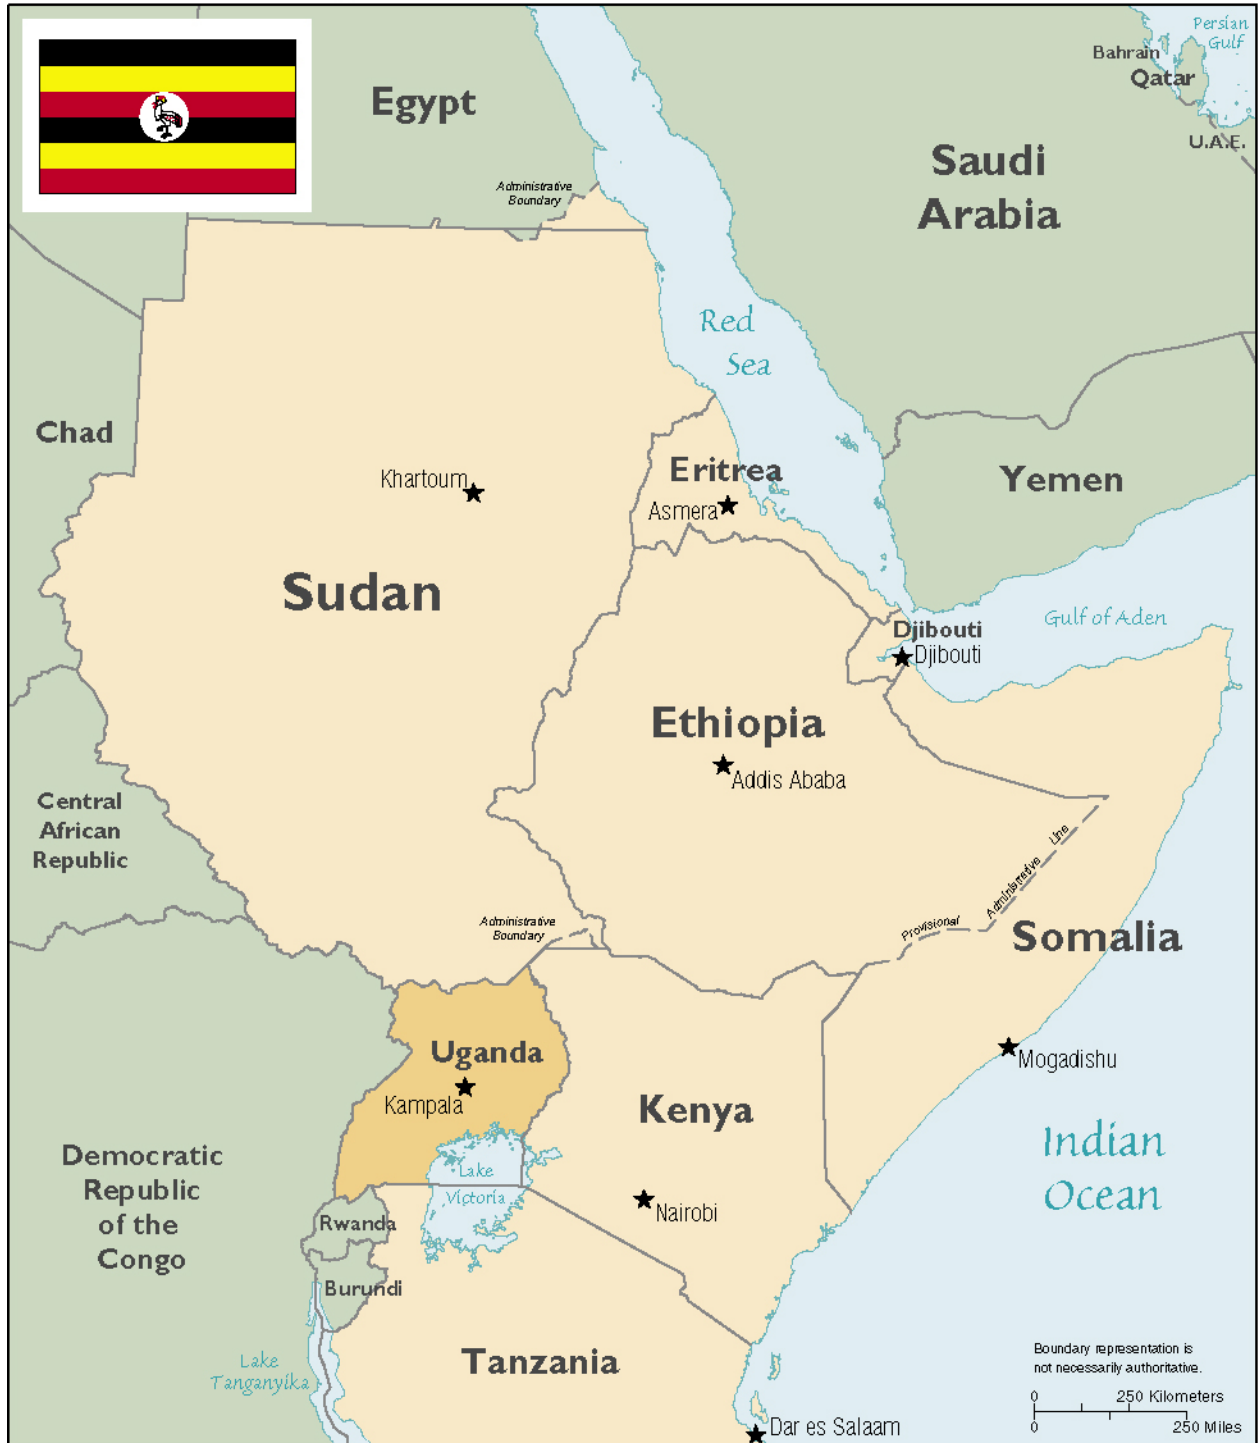 Persian
Gulf
Bahrain
Qatar
U.A.E.
Egypt
Saudi
Arabia
Administrative
Boundary
Red
Sea
Chad
Khartoum
Eritrea
Asmera
Yemen
Sudan
Gulf of Aden
Djibouti
Djibouti
Ethiopia
Addis Ababa
Central
African
Republic
Provisional Administrative Line
Administrative
Boundary
Somalia
Uganda
Kampala
Mogadishu
Kenya
Democratic
Republic
of the
Congo
Indian
Ocean
Lake
Victoria
Nairobi
Rwanda
Burundi
Lake
Tanganyika
Tanzania
Boundary representation is
not necessarily authoritative.
0 250 Kilometers
0 250 Miles
Dar es Salaam